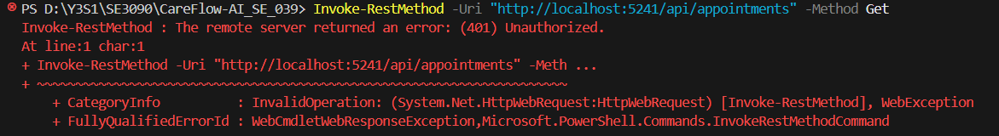 PS D:\Y3S1\SE3090\CareFlow-AI_SE_039> Invoke-RestMethod -Uri "http://localhost:5241/api/appointments" -Method Get
Invoke-RestMethod : The remote server returned an error: (401) Unauthorized.
At line:1 char:1
+ Invoke-RestMethod -Uri "http://localhost:5241/api/appointments" -Meth ...
+ ~~~~~~~~~~~~~~~~~~~~~~~~~~~~~~~~~~~~~~~~~~~~~~~~~~~~~~~~~~~~~~~~~~~~~
    + CategoryInfo          : InvalidOperation: (System.Net.HttpWebRequest:HttpWebRequest) [Invoke-RestMethod], WebException
    + FullyQualifiedErrorId : WebCmdletWebResponseException,Microsoft.PowerShell.Commands.InvokeRestMethodCommand